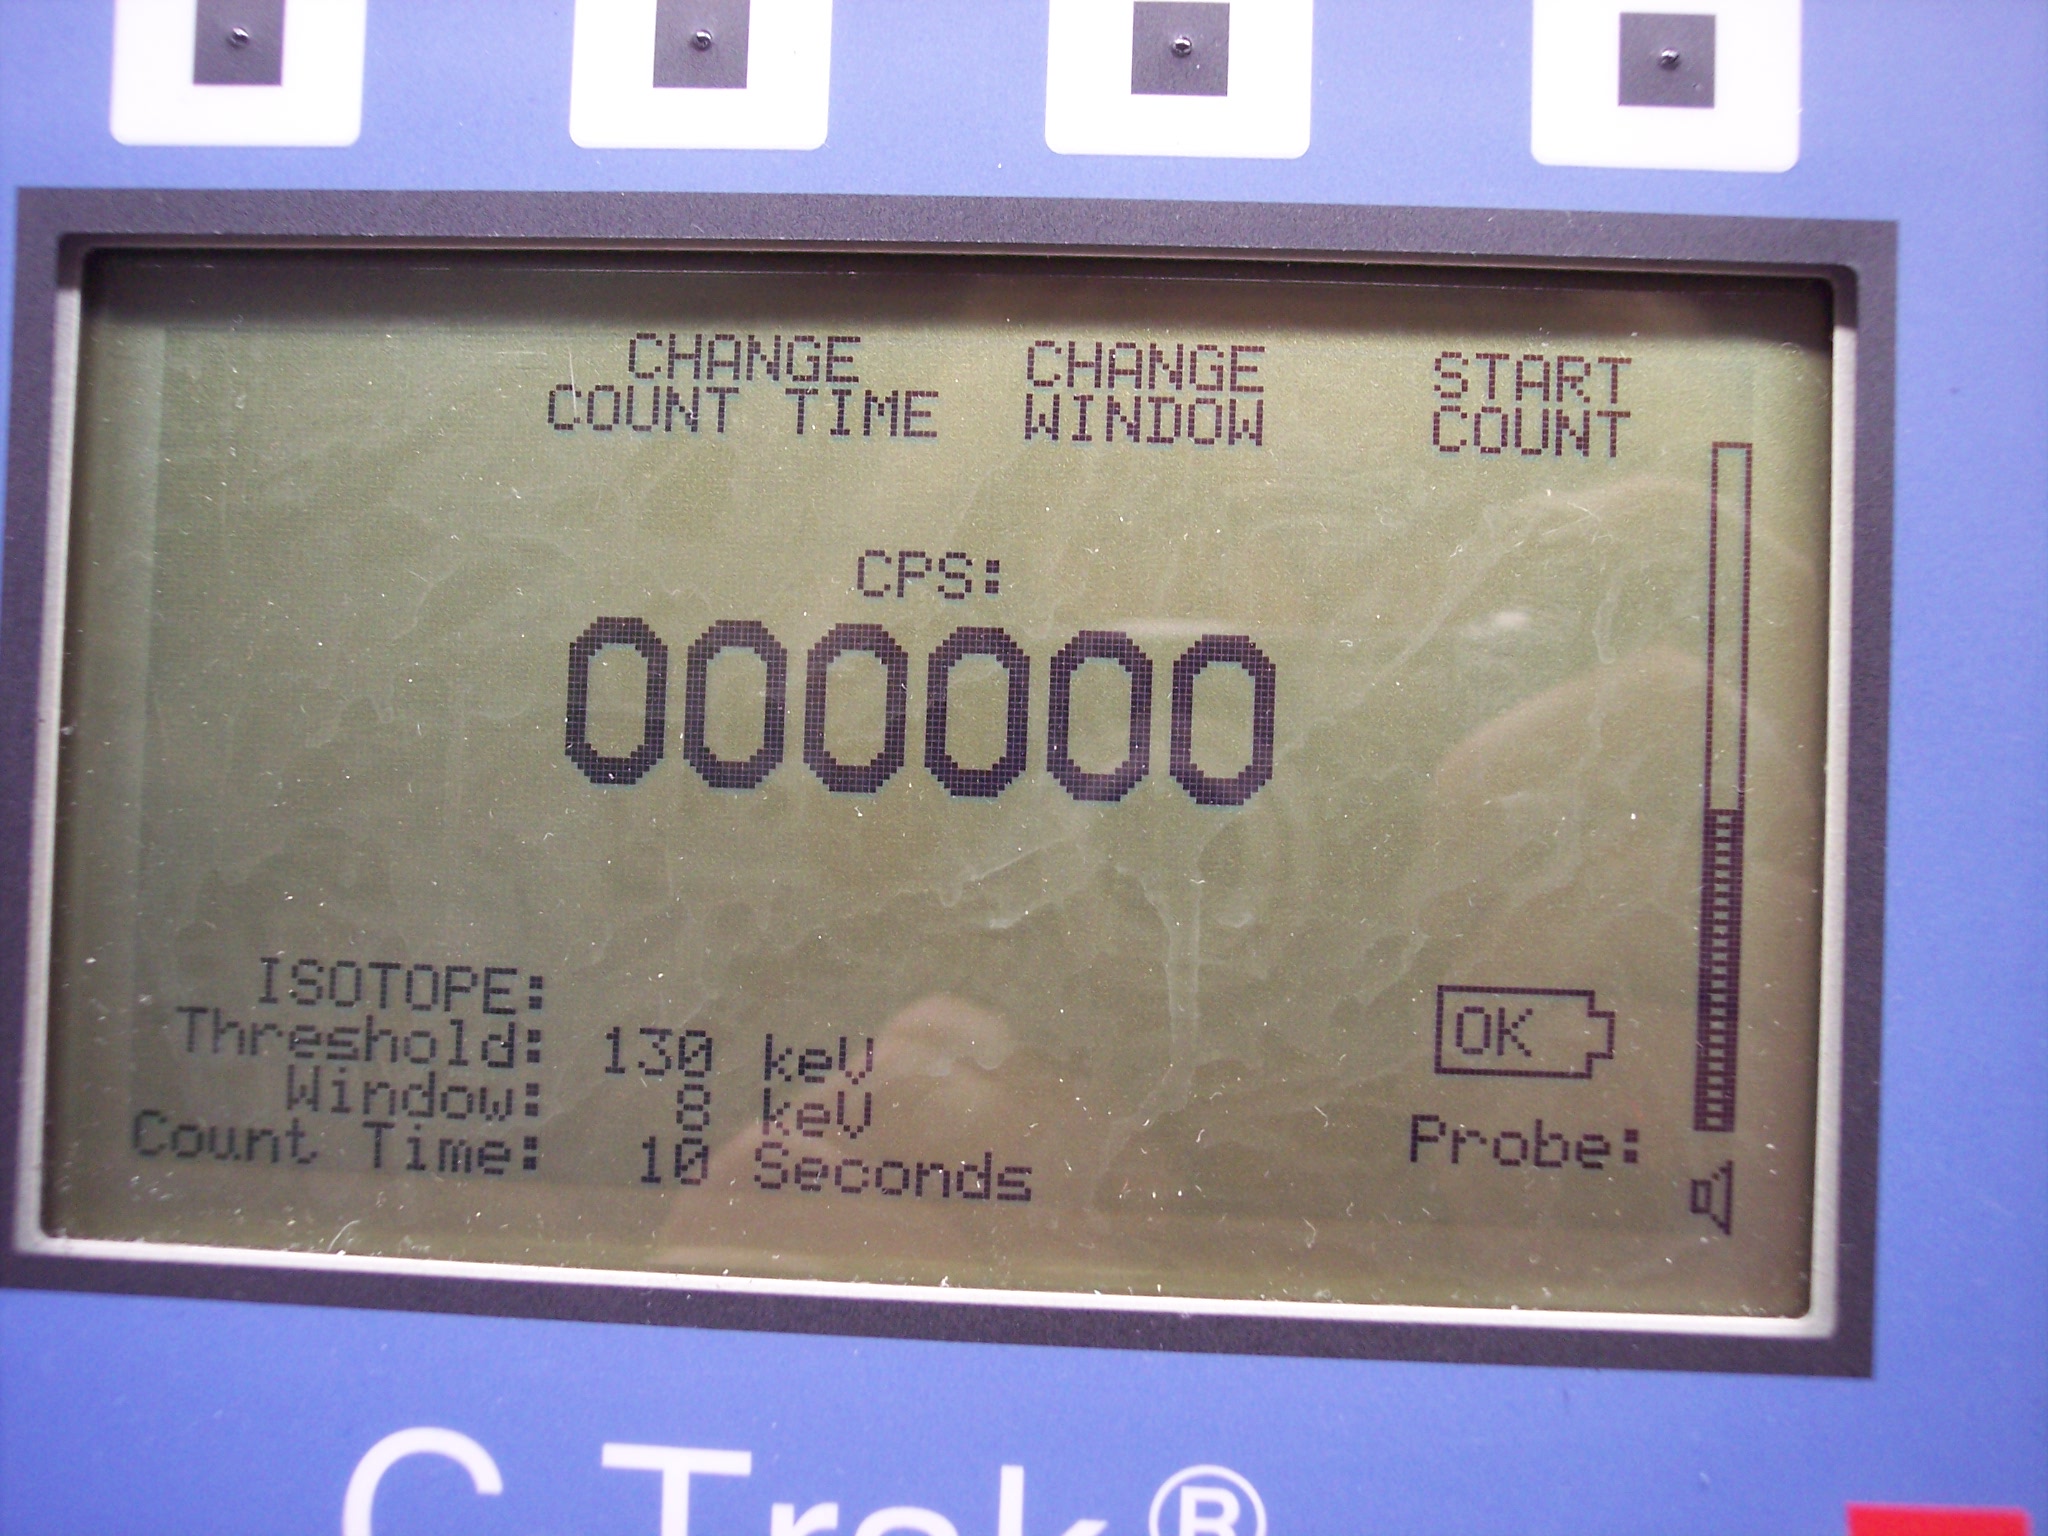 CHANGE COUNT TIME
CHANGE WINDOW
START COUNT
CPS:
000000
ISOTOPE:
Threshold: 130 keV
Window: 8 keV
Count Time: 10 Seconds
OK
Probe:
C Trak®